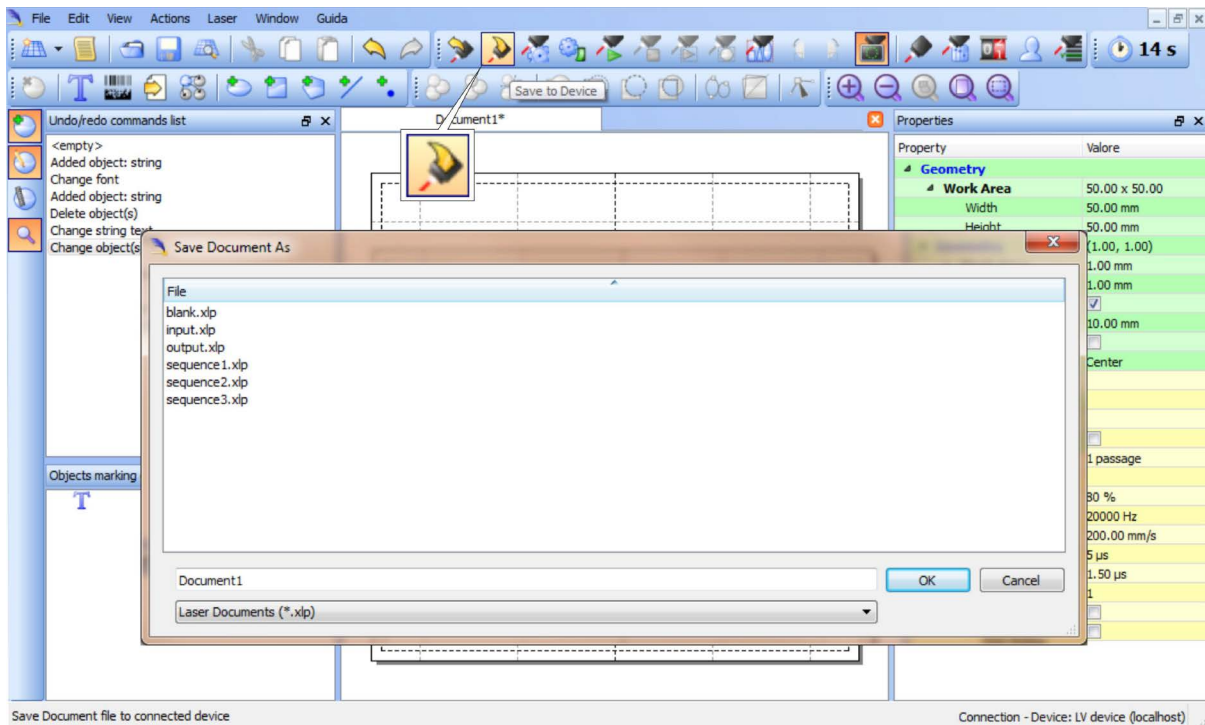 File Edit View Actions Laser Window Guida
14 s
Save to Device
Undo/redo commands list
<empty>
Added object: string
Change font
Added object: string
Delete object(s)
Change string text
Change object(s
Document1*
Properties
Property Valore
Geometry
Work Area 50.00 x 50.00
Width 50.00 mm
Height 50.00 mm
(1.00, 1.00)
1.00 mm
1.00 mm
10.00 mm
Center
1 passage
80 %
20000 Hz
200.00 mm/s
5 µs
1.50 µs
1
Save Document As
File
blank.xlp
input.xlp
output.xlp
sequence1.xlp
sequence2.xlp
sequence3.xlp
Document1
OK Cancel
Laser Documents (*.xlp)
Objects marking
T
Save Document file to connected device
Connection - Device: LV device (localhost)